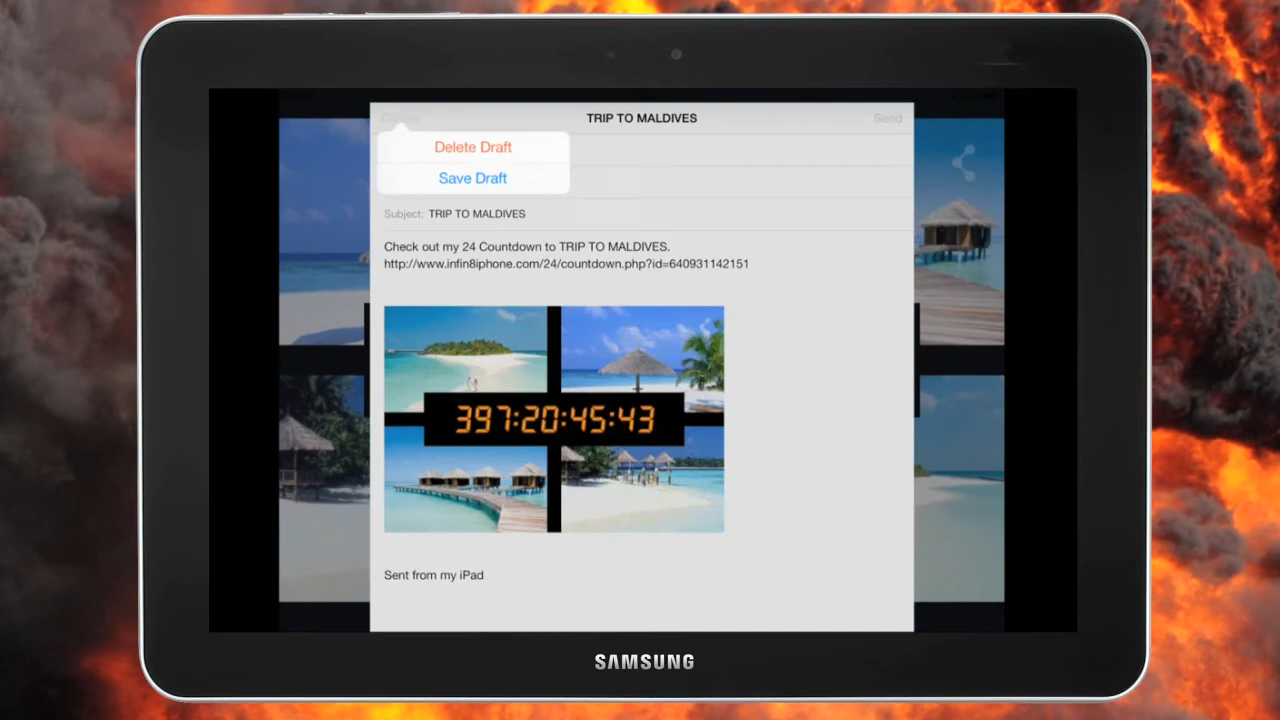 Cancel
TRIP TO MALDIVES
Send
Delete Draft
Save Draft
Subject: TRIP TO MALDIVES
Check out my 24 Countdown to TRIP TO MALDIVES.
http://www.infin8iphone.com/24/countdown.php?id=640931142151
397:20:45:43
Sent from my iPad
SAMSUNG